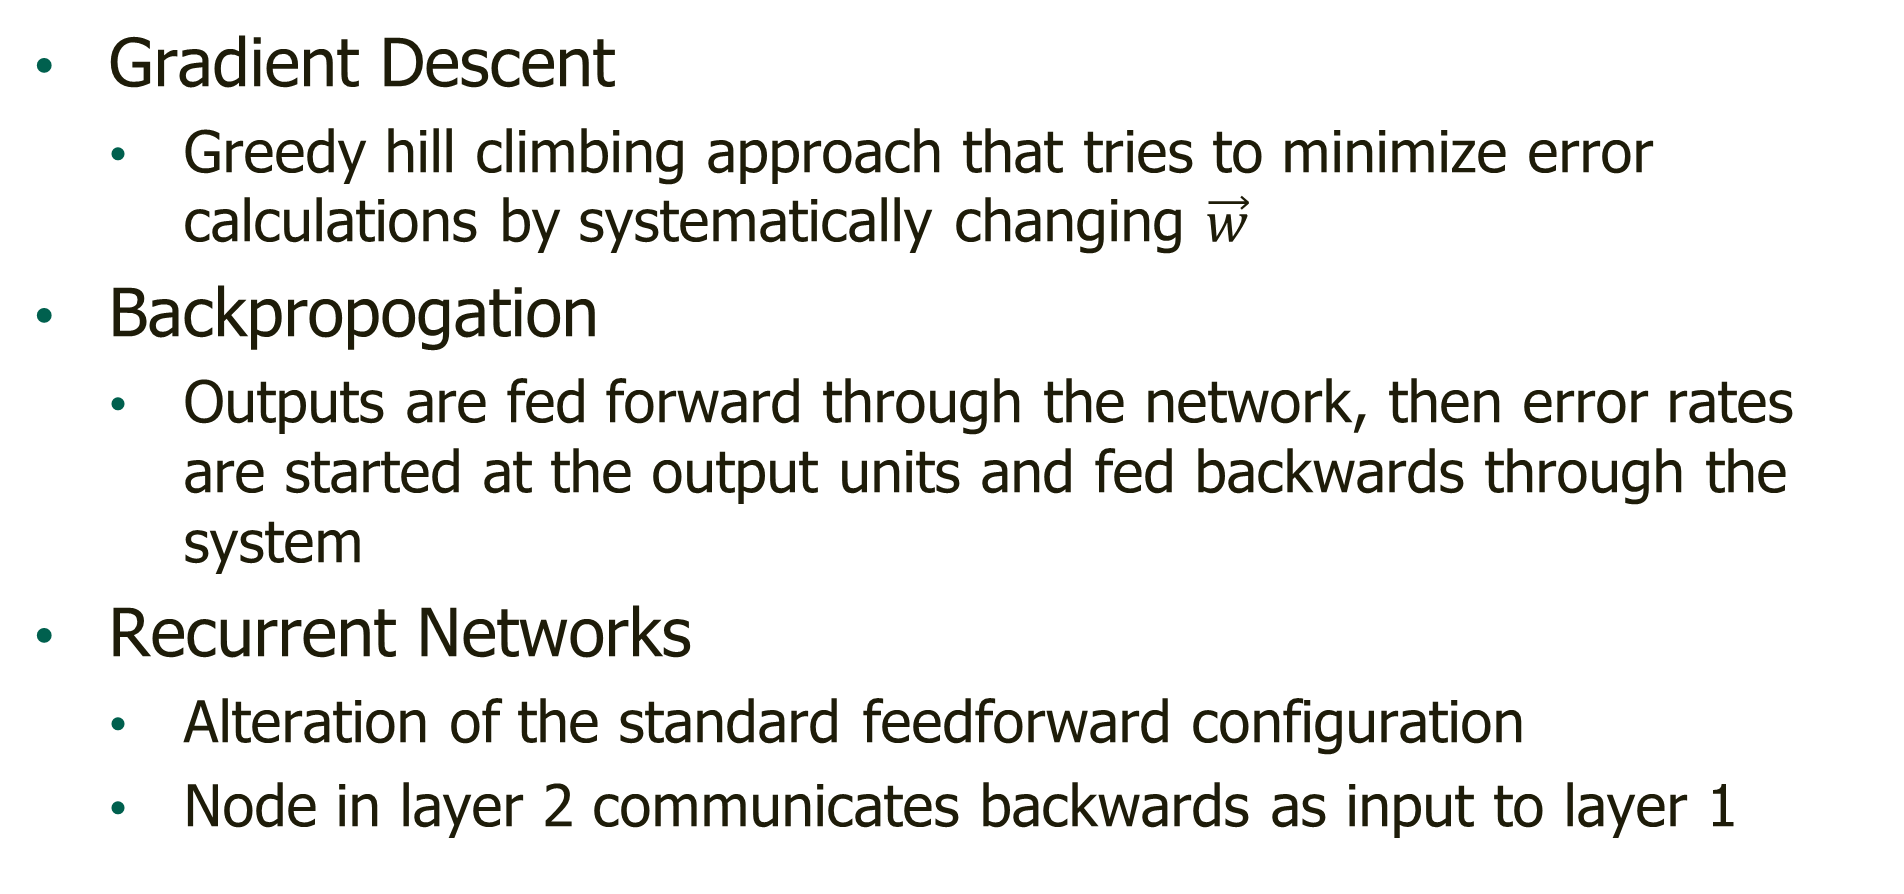 • Gradient Descent
• Greedy hill climbing approach that tries to minimize error
calculations by systematically changing $\vec{w}$
• Backpropogation
• Outputs are fed forward through the network, then error rates
are started at the output units and fed backwards through the
system
• Recurrent Networks
• Alteration of the standard feedforward configuration
• Node in layer 2 communicates backwards as input to layer 1